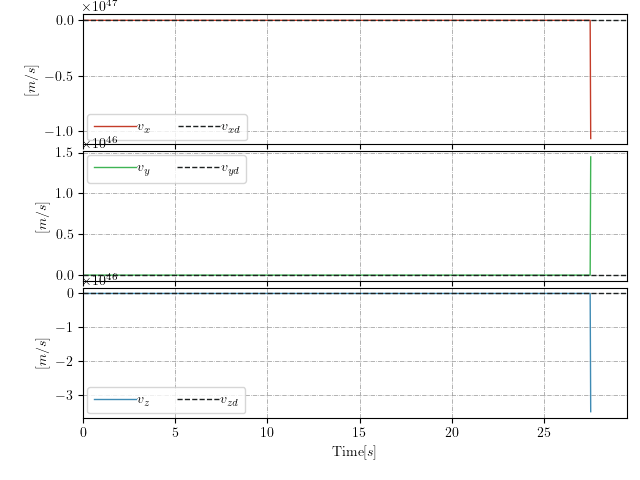 ×10^47
0.0
−0.5
−1.0
[m/s]
v_x v_xd
×10^46
1.5
1.0
0.5
0.0
[m/s]
v_y v_yd
×10^46
0
−1
−2
−3
[m/s]
v_z v_zd
0 5 10 15 20 25
Time[s]